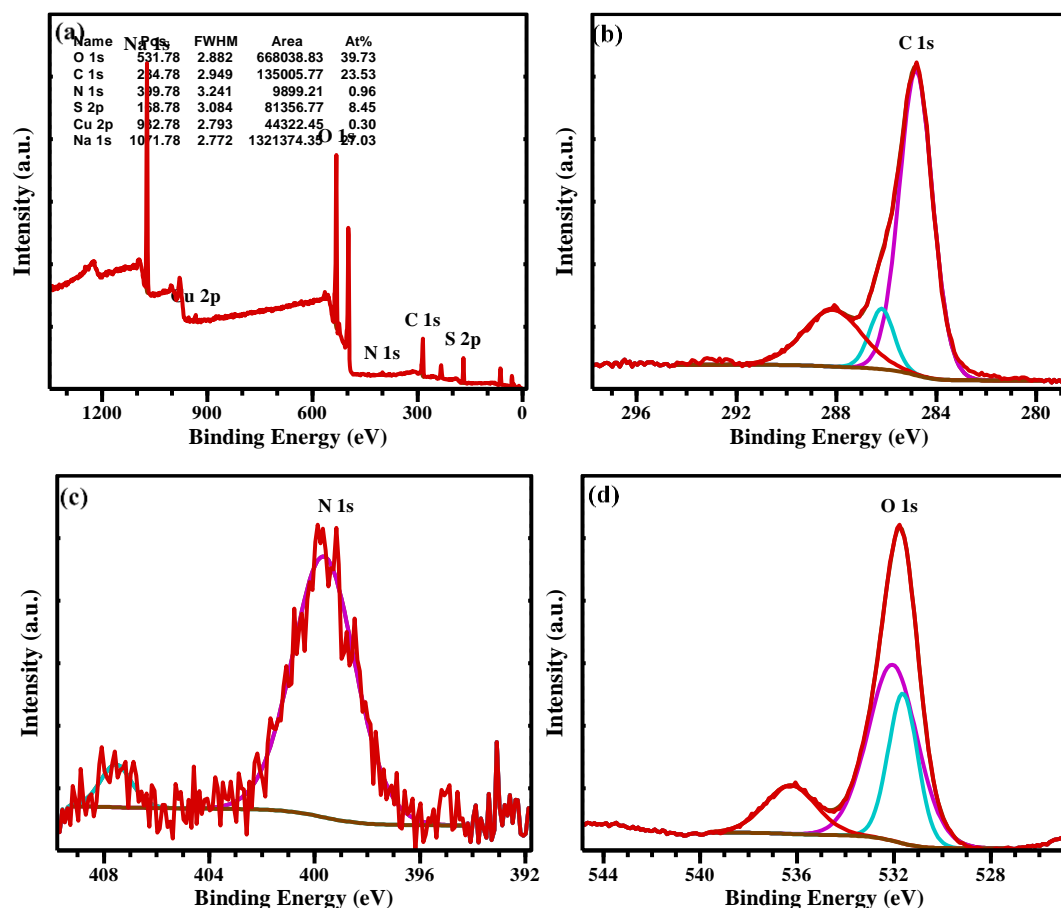 (a)
Name Pos. FWHM Area At%
O 1s 531.78 2.882 668038.83 39.73
C 1s 284.78 2.949 135005.77 23.53
N 1s 399.78 3.241 9899.21 0.96
S 2p 168.78 3.084 81356.77 8.45
Cu 2p 932.78 2.793 44322.45 0.30
Na 1s 1071.78 2.772 1321374.35 27.03
Na 1s
O 1s
Cu 2p
C 1s
S 2p
N 1s
Intensity (a.u.)
1200 900 600 300 0
Binding Energy (eV)
(b)
C 1s
Intensity (a.u.)
296 292 288 284 280
Binding Energy (eV)
(c)
N 1s
Intensity (a.u.)
408 404 400 396 392
Binding Energy (eV)
(d)
O 1s
Intensity (a.u.)
544 540 536 532 528
Binding Energy (eV)